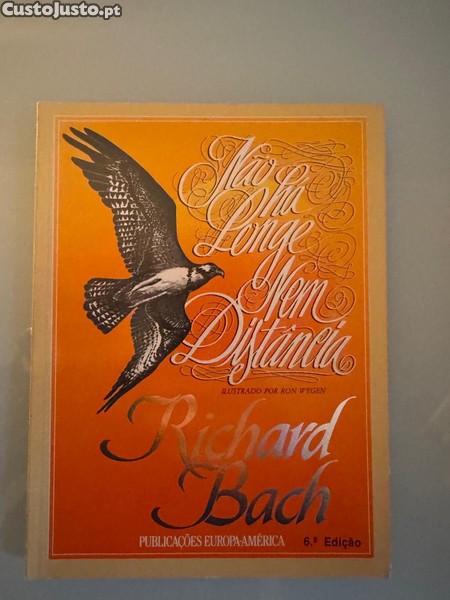 CustoJusto.pt
Não
há
Longe
Nem
Distância
ILUSTRADO POR RON WEGEN
Richard
Bach
PUBLICAÇÕES EUROPA-AMÉRICA 6.ª Edição